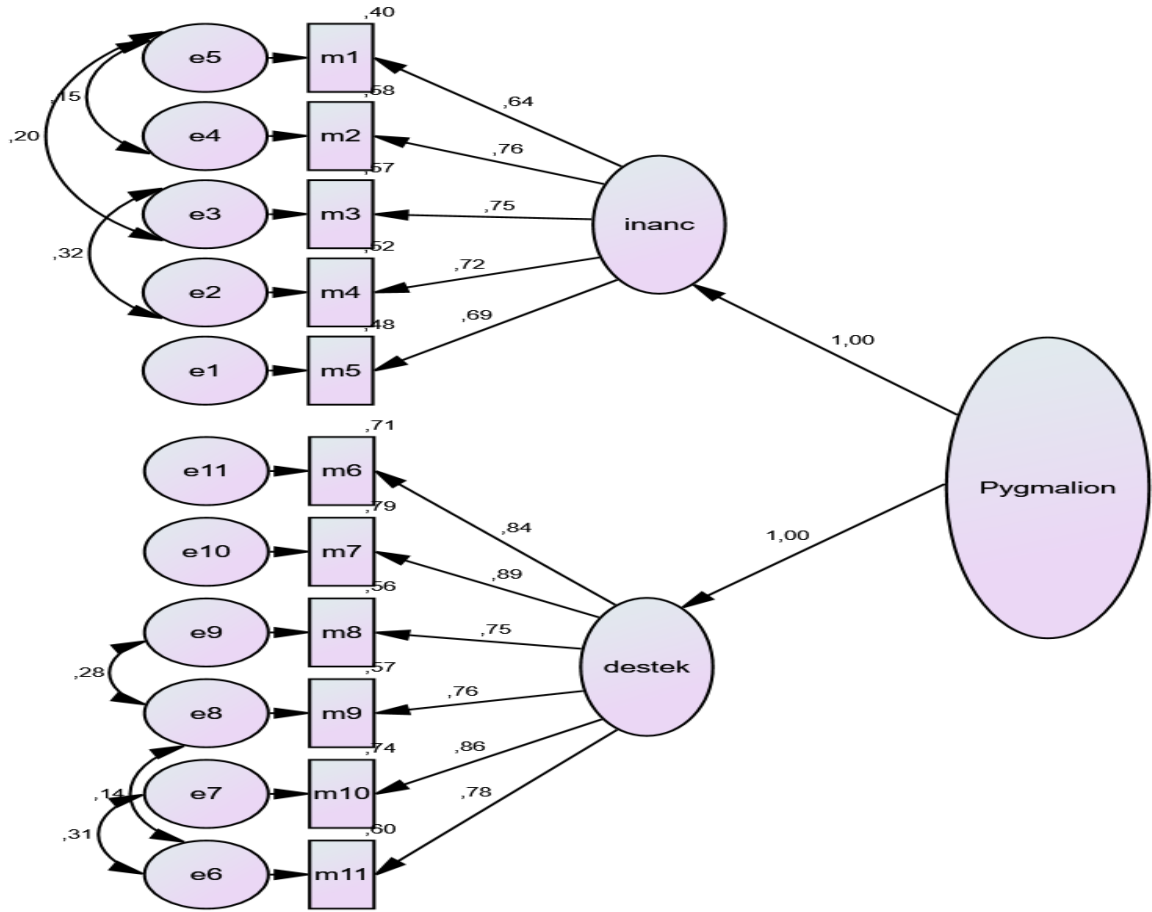 ,40
e5
m1
,15
,58
,64
,20
e4
m2
,76
,57
e3
m3
,75
inanc
,32
,52
e2
m4
,72
,48
,69
e1
m5
1,00
,71
e11
m6
Pygmalion
,79
,84
e10
m7
1,00
,56
,89
e9
m8
,75
,28
,57
destek
e8
m9
,76
,74
,86
,14
e7
m10
,78
,31
,60
e6
m11